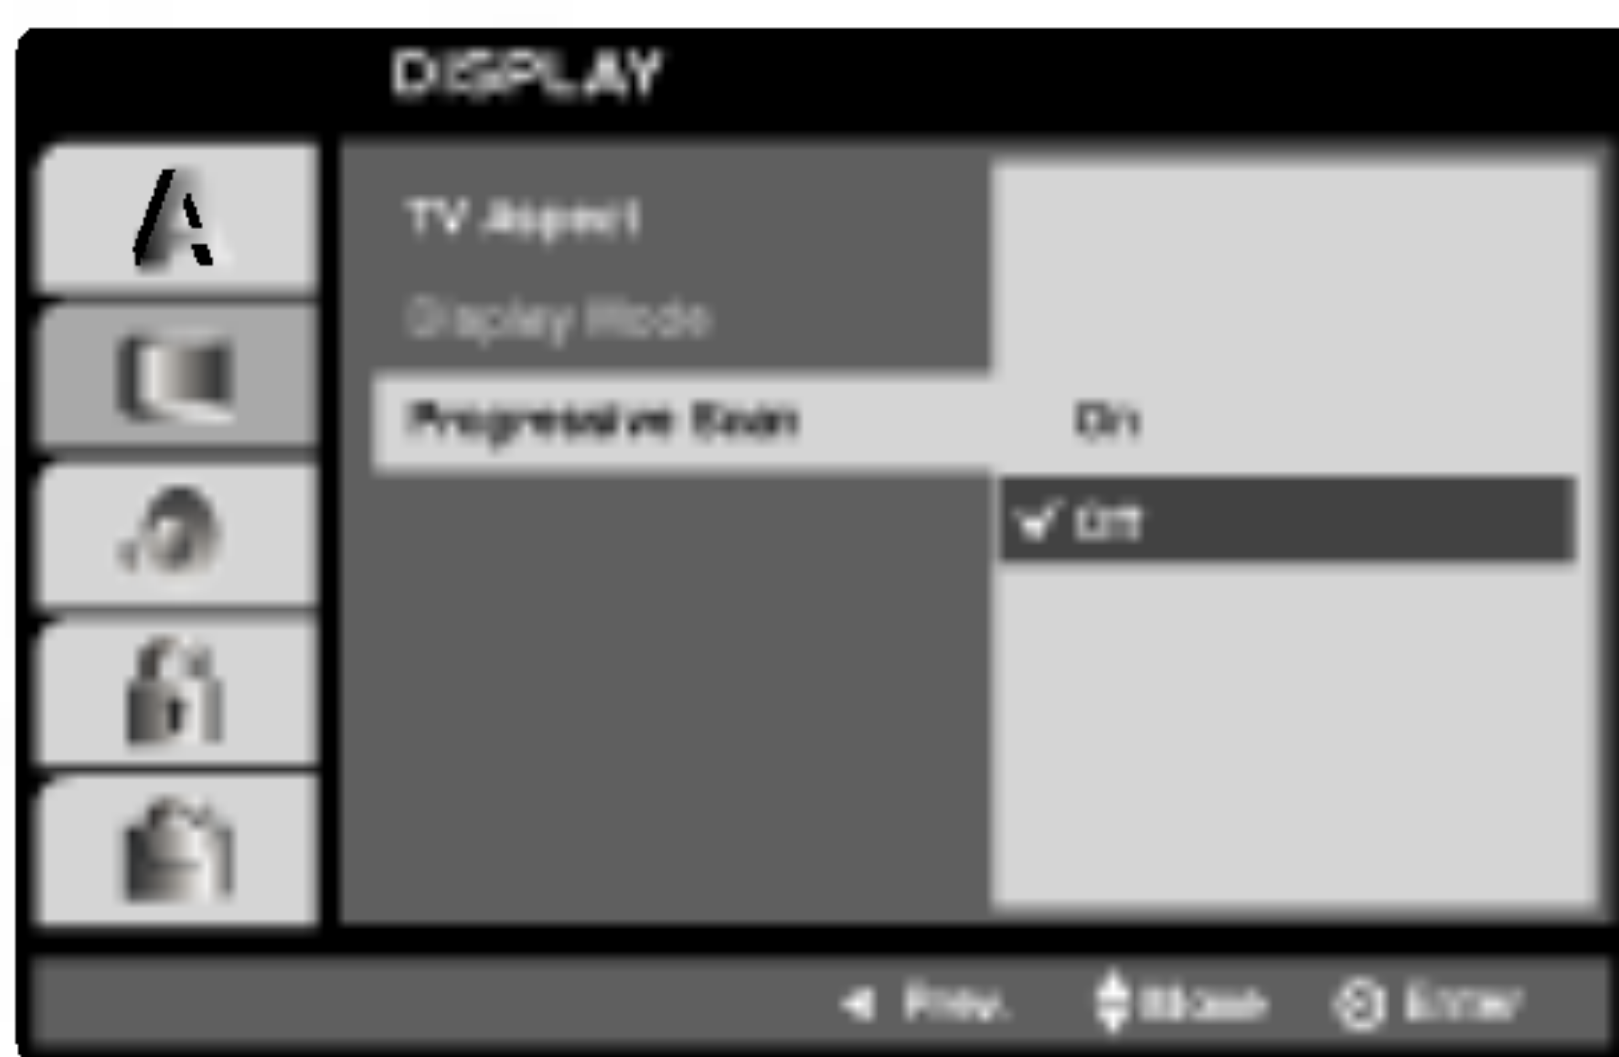 DISPLAY
A
TV Aspect
Display Mode
Progressive Scan On
✓ Off
◄ Prev. Move Enter